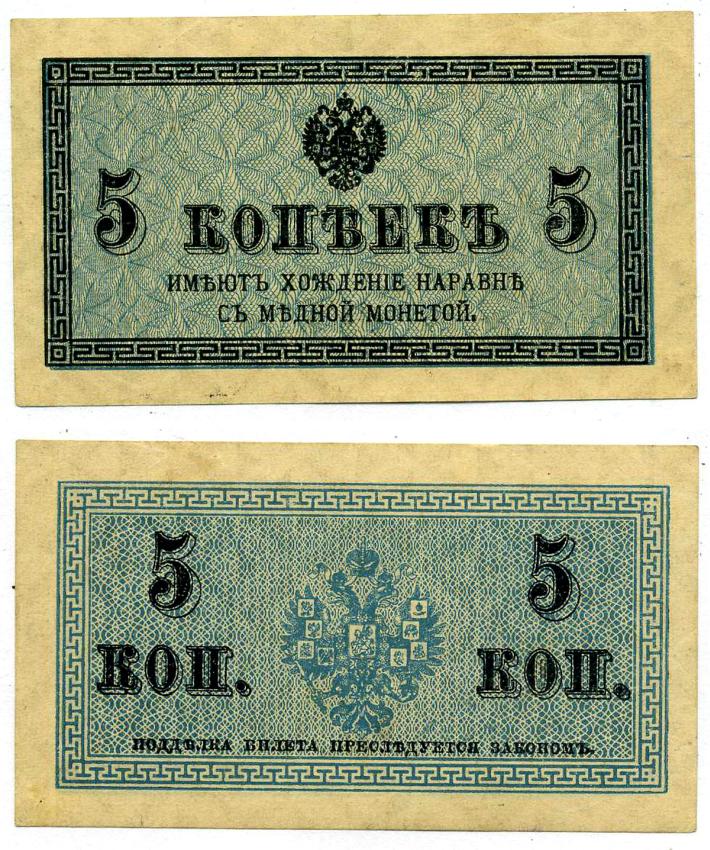 5 КОПѢЕКЪ 5
ИМѢЮТЪ ХОЖДЕНІЕ НАРАВНѢ
СЪ МѢДНОЙ МОНЕТОЙ.
5 5
КОП. КОП.
ПОДДѢЛКА БИЛЕТА ПРЕСЛѢДУЕТСЯ ЗАКОНОМЪ.